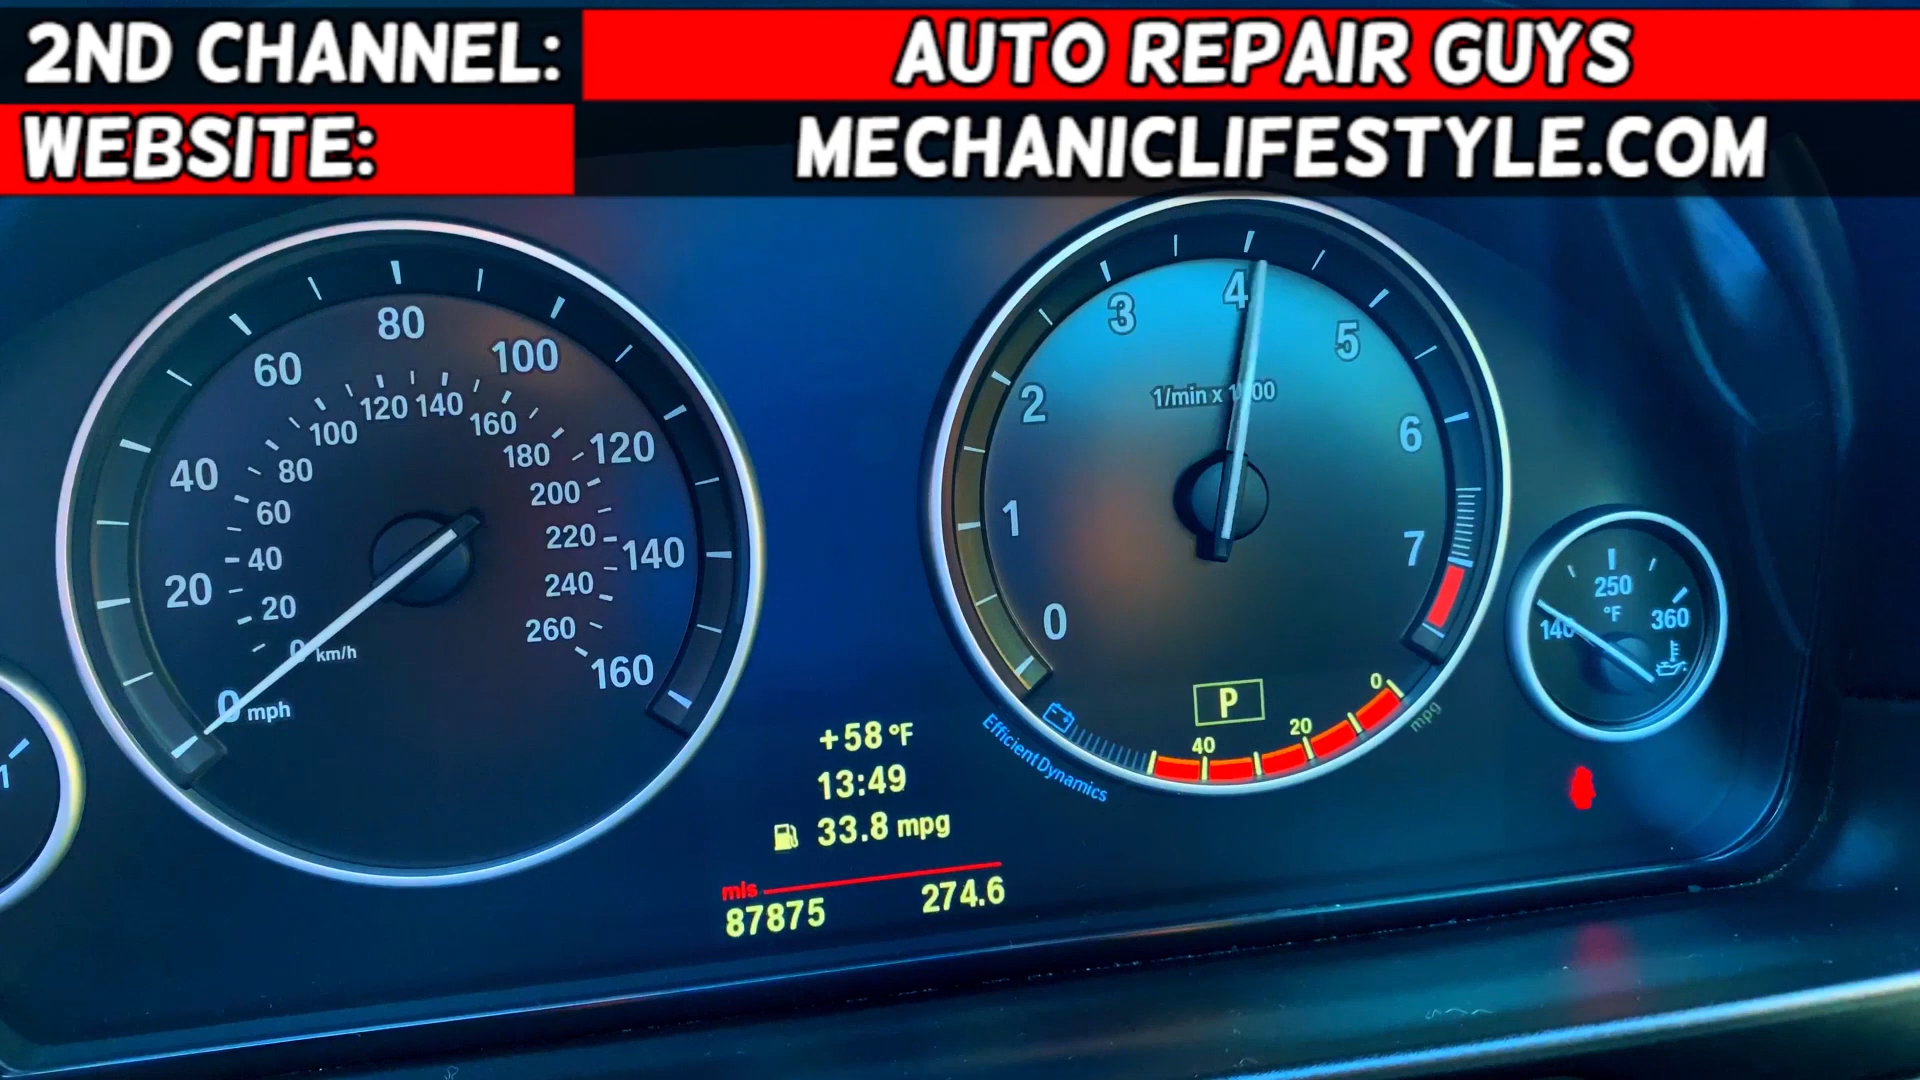 2ND CHANNEL: AUTO REPAIR GUYS
WEBSITE: MECHANICLIFESTYLE.COM
0 20 40 60 80 100 120 140 160
mph
0 20 40 60 80 100 120 140 160 180 200 220 240 260
km/h
0 1 2 3 4 5 6 7
1/min x 1000
P
40 20 0
mpg
EfficientDynamics
140 250 360
°F
1
+58 °F
13:49
33.8 mpg
mls
87875 274.6